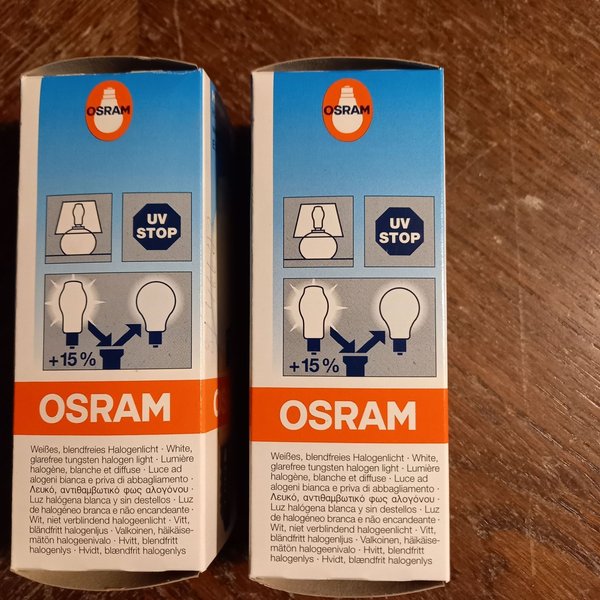 OSRAM
UV
STOP
+15%
OSRAM
Weißes, blendfreies Halogenlicht · White,
glarefree tungsten halogen light · Lumière
halogène, blanche et diffuse · Luce ad
alogeni bianca e priva di abbagliamento ·
Λευκό, αντιθαμβωτικό φως αλογόνου ·
Luz halógena blanca y sin destellos · Luz
de halogéneo branca e não encandeante ·
Wit, niet verblindend halogeenlicht · Vitt,
bländfritt halogenljus · Valkoinen, häikäise-
mätön halogeenivalo · Hvitt, blendfritt
halogenlys · Hvidt, blændfrit halogenlys
OSRAM
UV
STOP
+15%
OSRAM
Weißes, blendfreies Halogenlicht · White,
glarefree tungsten halogen light · Lumière
halogène, blanche et diffuse · Luce ad
alogeni bianca e priva di abbagliamento ·
Λευκό, αντιθαμβωτικό φως αλογόνου ·
Luz halógena blanca y sin destellos · Luz
de halogéneo branca e não encandeante ·
Wit, niet verblindend halogeenlicht · Vitt,
bländfritt halogenljus · Valkoinen, häikäise-
mätön halogeenivalo · Hvitt, blendfritt
halogenlys · Hvidt, blændfrit halogenlys